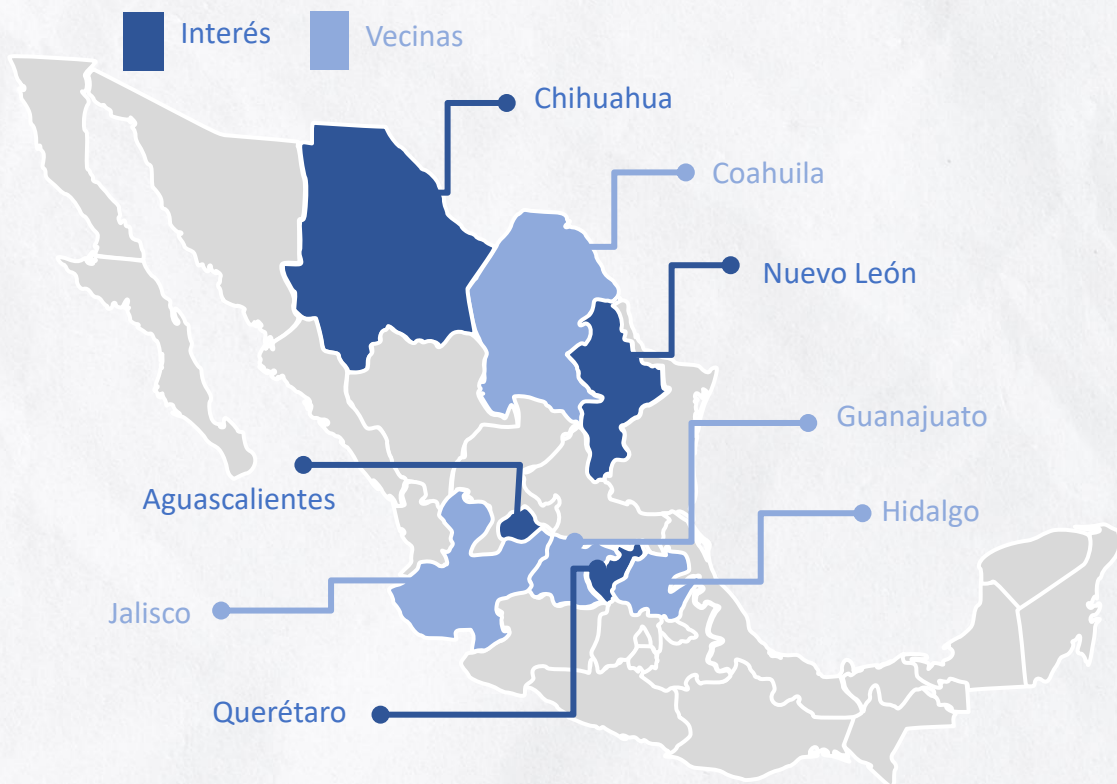 Interés
Vecinas
Chihuahua
Coahuila
Nuevo León
Guanajuato
Aguascalientes
Hidalgo
Jalisco
Querétaro